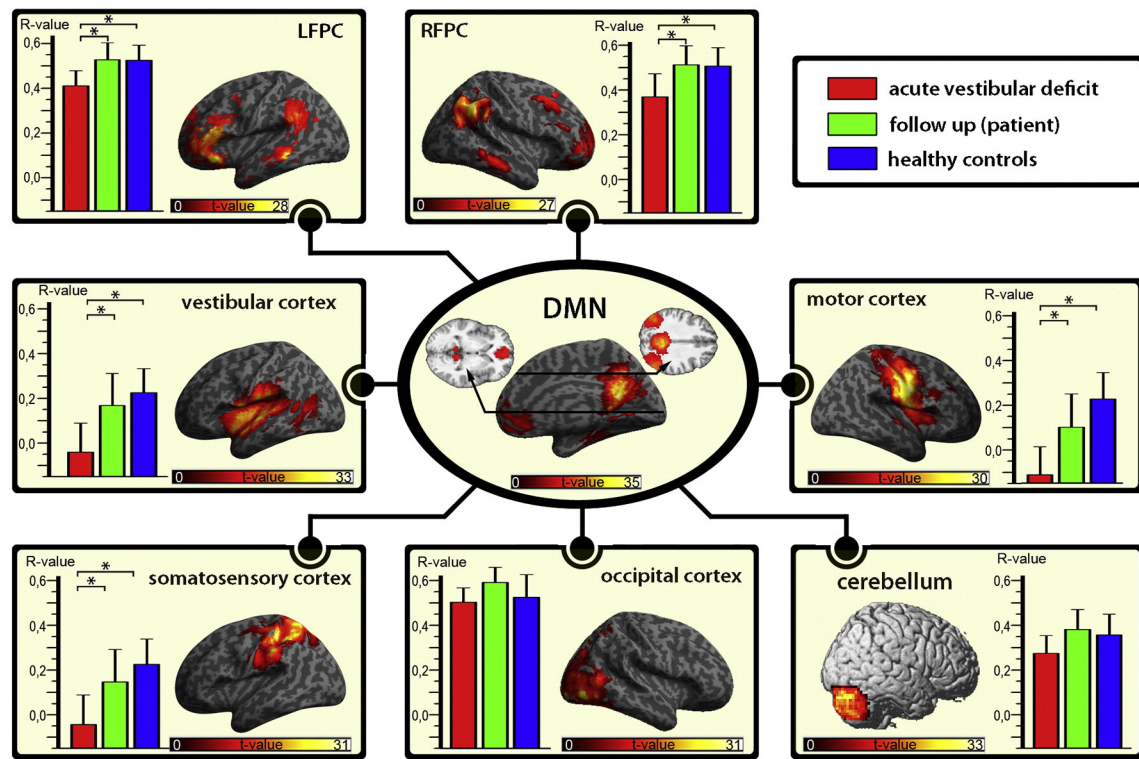 R-value
LFPC
*
*
0,6
0,4
0,2
0,0
0 t-value 28
RFPC
R-value
*
*
0,6
0,4
0,2
0,0
0 t-value 27
acute vestibular deficit
follow up (patient)
healthy controls
R-value
vestibular cortex
*
*
0,6
0,4
0,2
0,0
0 t-value 33
DMN
0 t-value 35
motor cortex
R-value
*
*
0,6
0,4
0,2
0,0
0 t-value 30
R-value
somatosensory cortex
*
*
0,6
0,4
0,2
0,0
0 t-value 31
R-value
occipital cortex
0,6
0,4
0,2
0,0
0 t-value 31
cerebellum
R-value
0,6
0,4
0,2
0,0
0 t-value 33